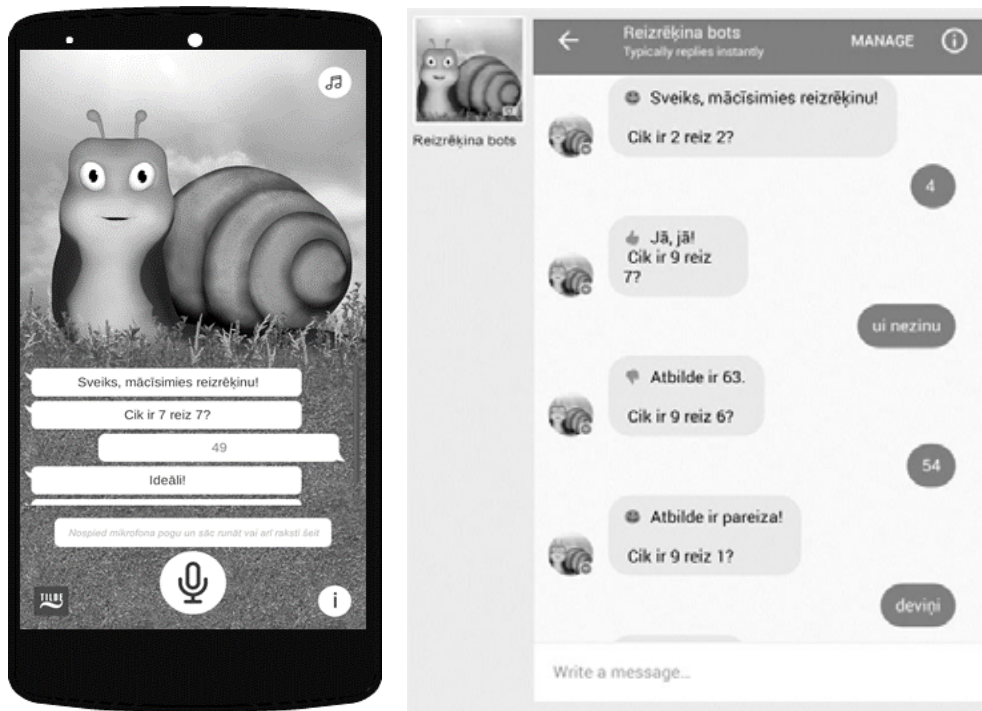 Sveiks, mācīsimies reizrēķinu!
Cik ir 7 reiz 7?
49
Ideāli!
Nospied mikrofona pogu un sāc runāt vai arī raksti šeit
TILDE
i
Reizrēķina bots
Reizrēķina bots
Typically replies instantly
MANAGE
i
Sveiks, mācīsimies reizrēķinu!
Cik ir 2 reiz 2?
4
Jā, jā!
Cik ir 9 reiz
7?
ui nezinu
Atbilde ir 63.
Cik ir 9 reiz 6?
54
Atbilde ir pareiza!
Cik ir 9 reiz 1?
deviņi
Write a message...